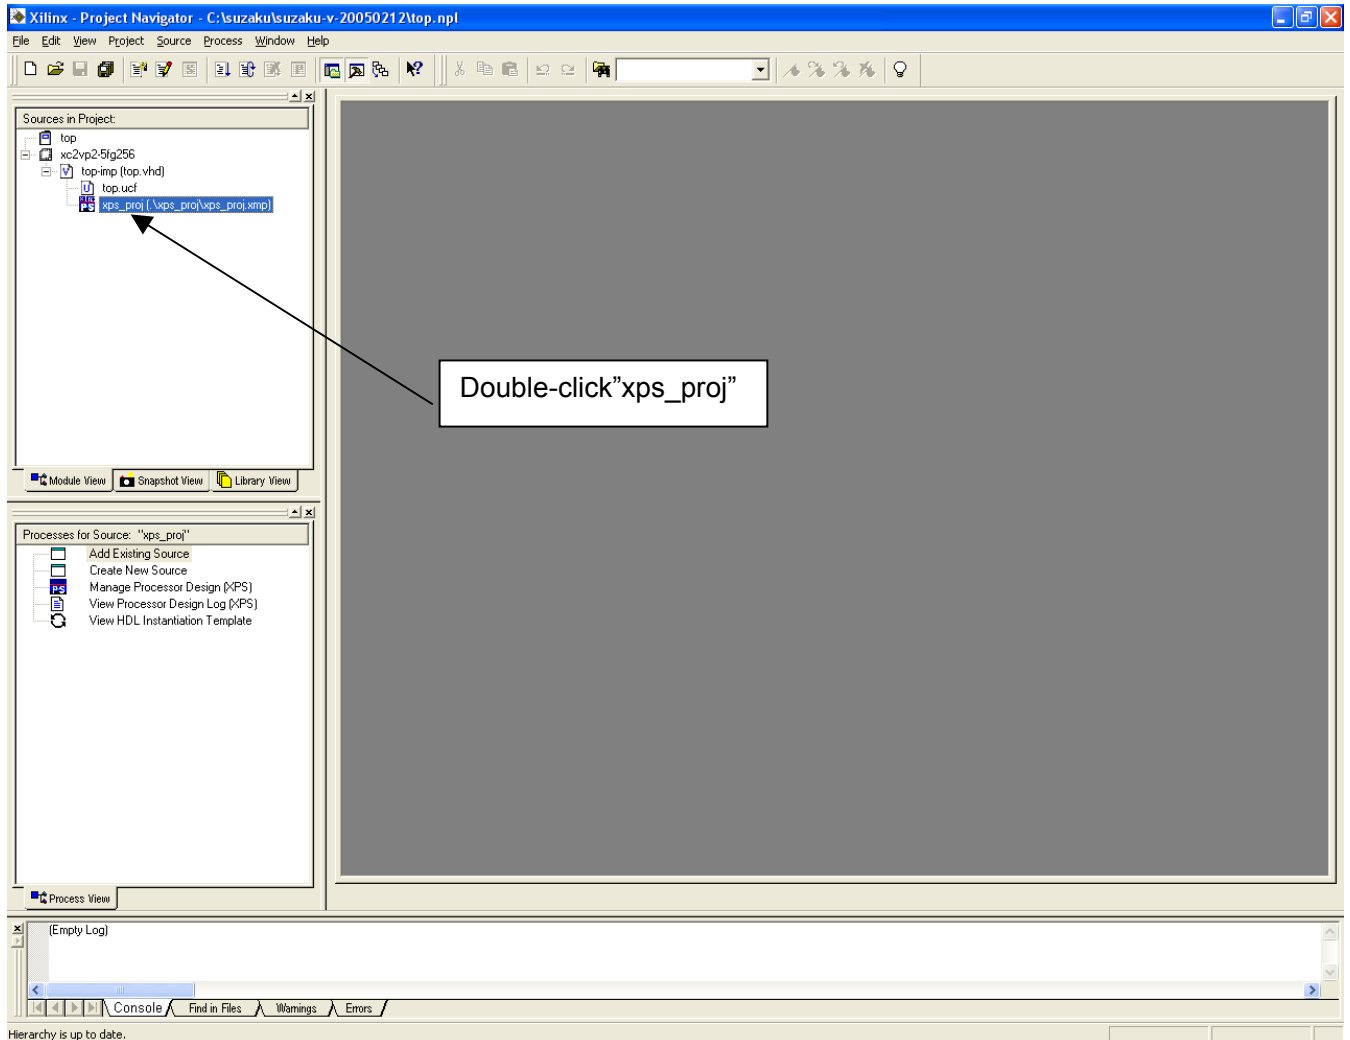 Xilinx - Project Navigator - C:\suzaku\suzaku-v-20050212\top.npl
File Edit View Project Source Process Window Help
Sources in Project:
top
xc2vp2-5fg256
top-imp (top.vhd)
top.ucf
xps_proj (.\xps_proj\xps_proj.xmp)
Double-click”xps_proj”
Module View Snapshot View Library View
Processes for Source: "xps_proj"
Add Existing Source
Create New Source
Manage Processor Design (XPS)
View Processor Design Log (XPS)
View HDL Instantiation Template
Process View
(Empty Log)
Console Find in Files Warnings Errors
Hierarchy is up to date.